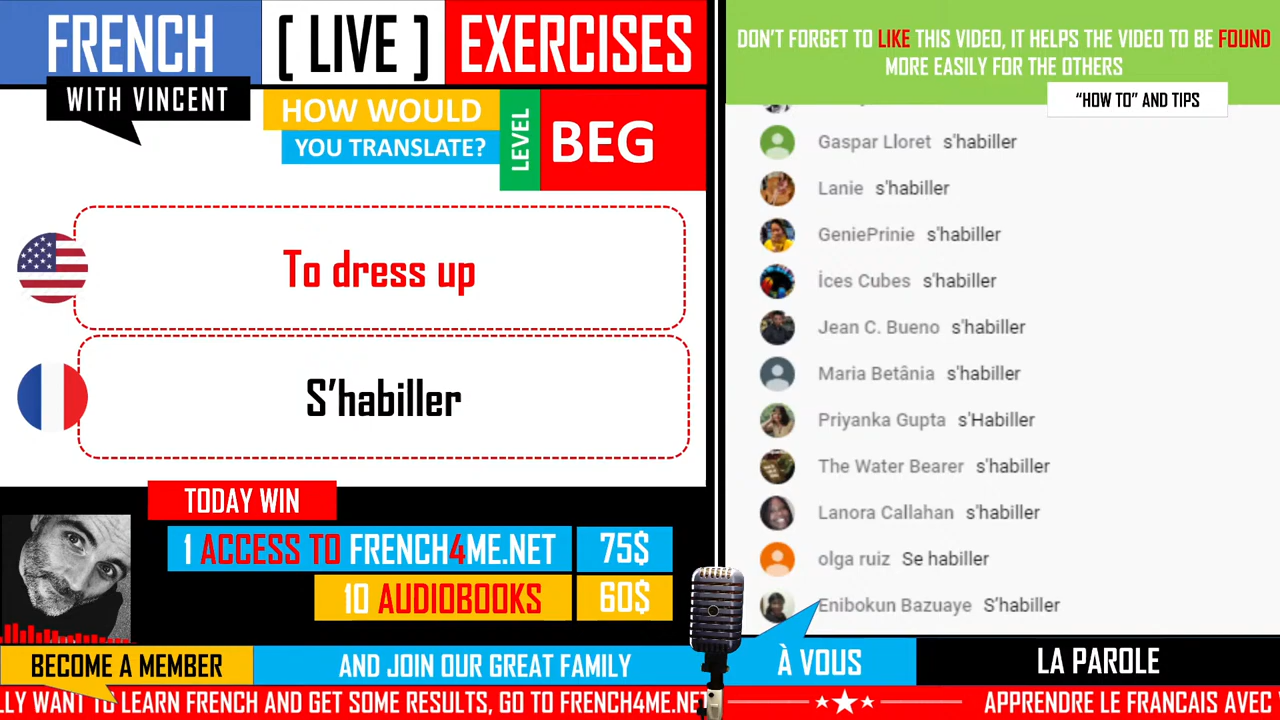 FRENCH
WITH VINCENT
[ LIVE ]
EXERCISES
HOW WOULD
YOU TRANSLATE?
LEVEL
BEG
To dress up
S’habiller
TODAY WIN
1 ACCESS TO FRENCH4ME.NET 75$
10 AUDIOBOOKS 60$
BECOME A MEMBER
AND JOIN OUR GREAT FAMILY
DON'T FORGET TO LIKE THIS VIDEO, IT HELPS THE VIDEO TO BE FOUND
MORE EASILY FOR THE OTHERS
“HOW TO” AND TIPS
Gaspar Lloret s'habiller
Lanie s'habiller
GeniePrinie s'habiller
İces Cubes s'habiller
Jean C. Bueno s'habiller
Maria Betânia s'habiller
Priyanka Gupta s'Habiller
The Water Bearer s'habiller
Lanora Callahan s'habiller
olga ruiz Se habiller
Enibokun Bazuaye S’habiller
À VOUS
LA PAROLE
WANT TO LEARN FRENCH AND GET SOME RESULTS, GO TO FRENCH4ME.NET
APPRENDRE LE FRANCAIS AVEC